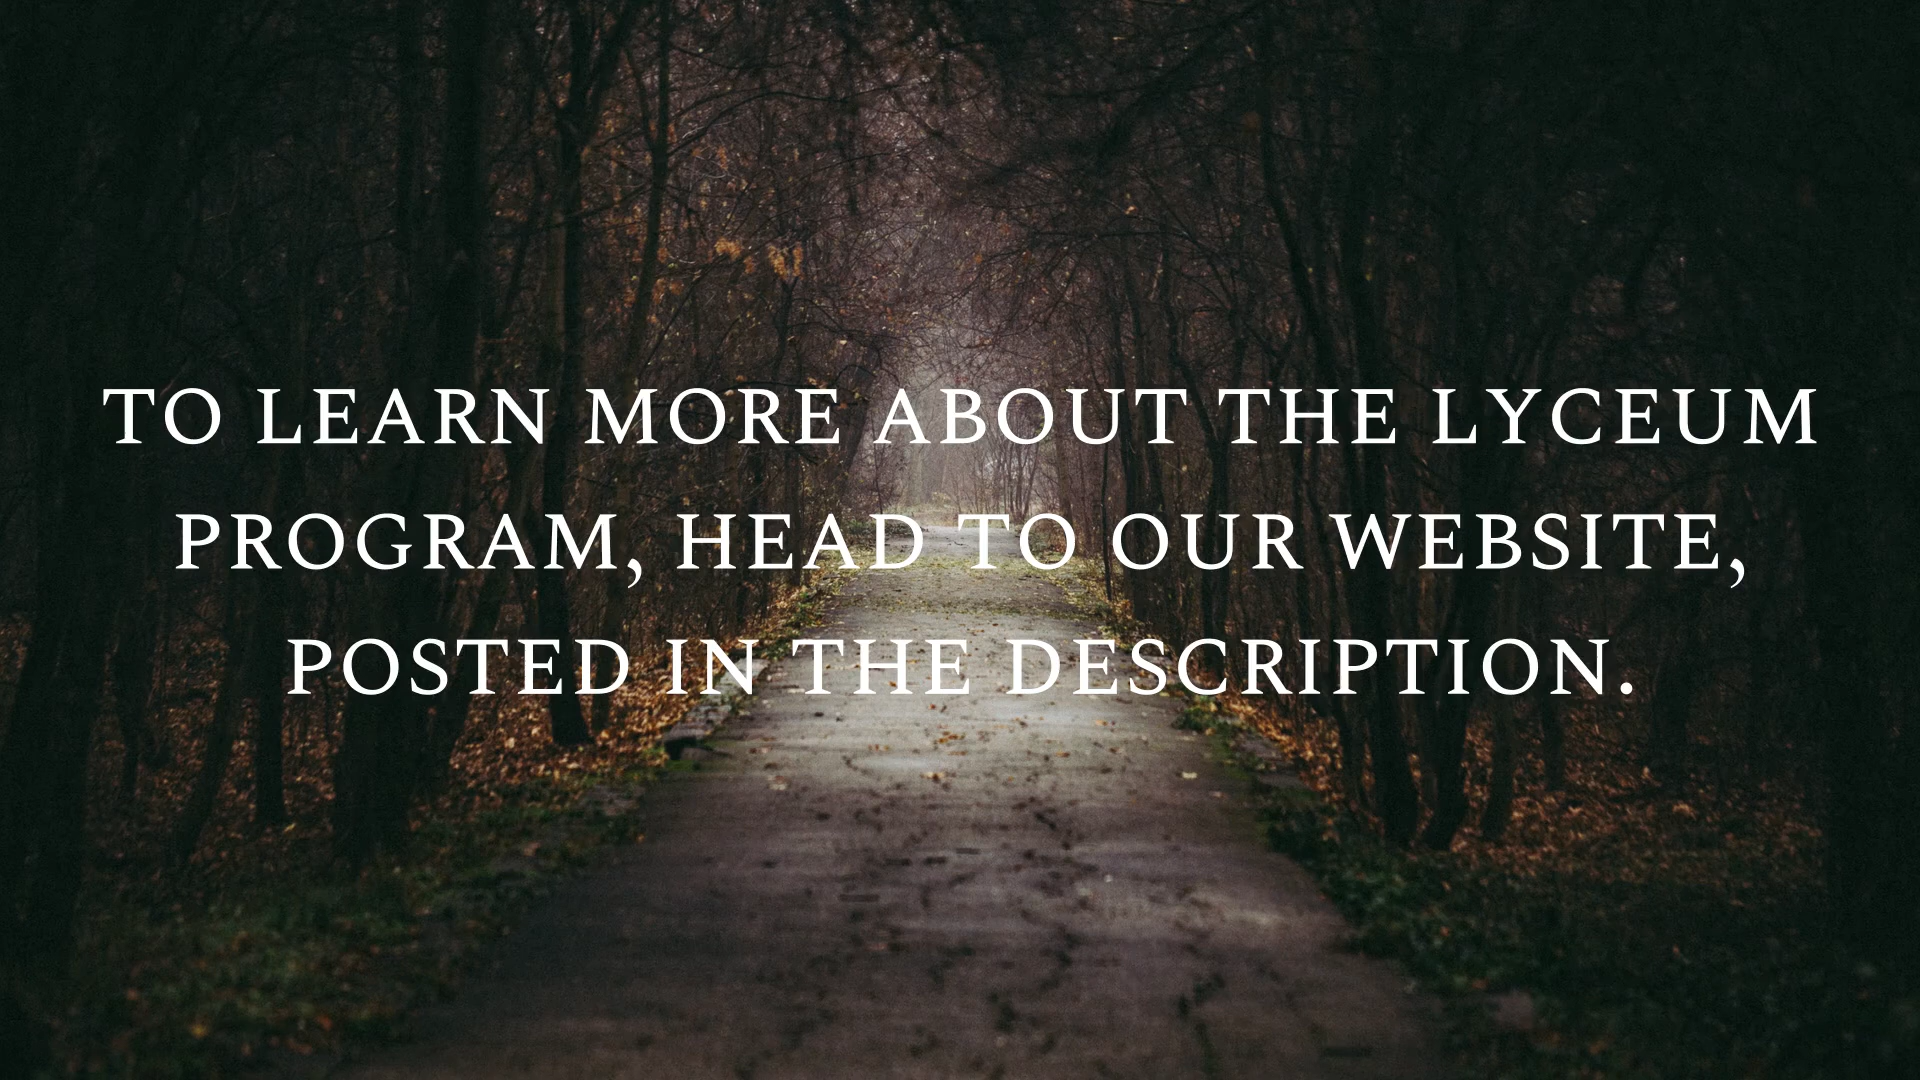 TO LEARN MORE ABOUT THE LYCEUM
PROGRAM, HEAD TO OUR WEBSITE,
POSTED IN THE DESCRIPTION.